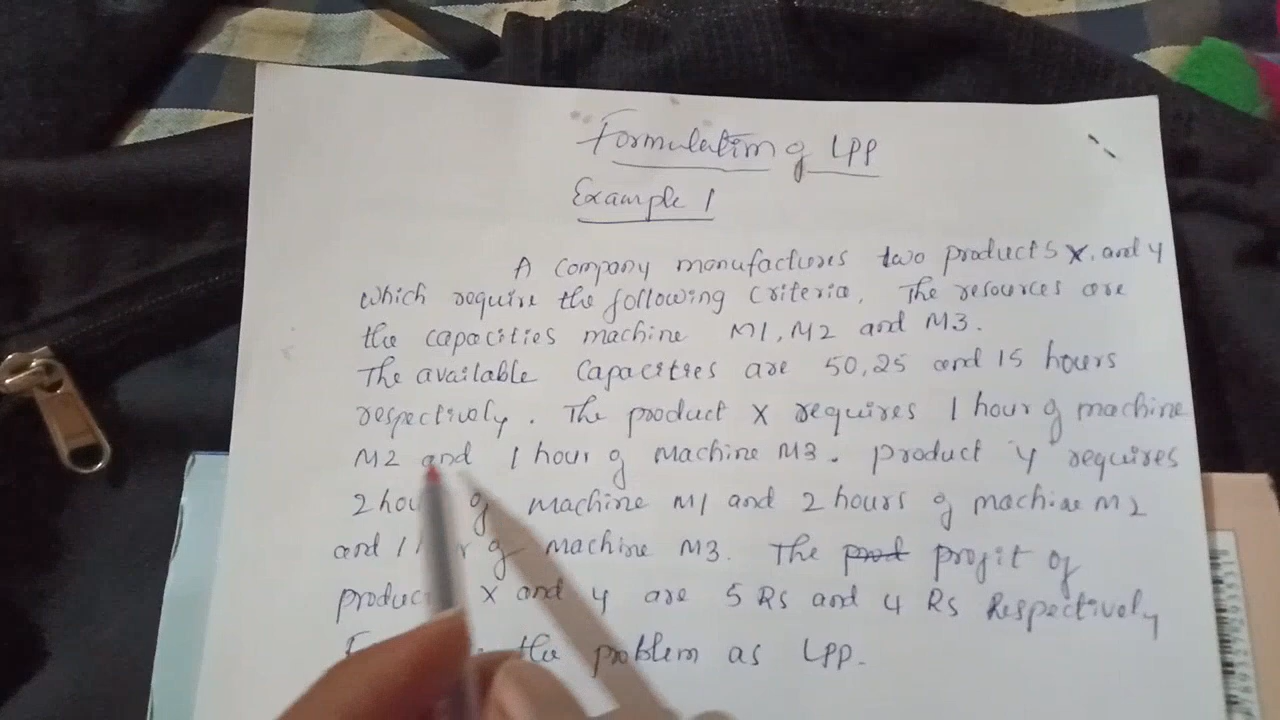 Formulation of LPP
Example 1
A company manufactures two products X, and Y
which require the following criteria, The resources are
the capacities machine M1, M2 and M3.
The available capacities are 50, 25 and 15 hours
respectively. The product X requires 1 hour of machine
M2 and 1 hour of machine M3. product Y requires
2 of machine M1 and 2 hours of machine M2
and 1 of machine M3. The profit of
X and Y are 5 Rs and 4 Rs Respectively
the problem as LPP.